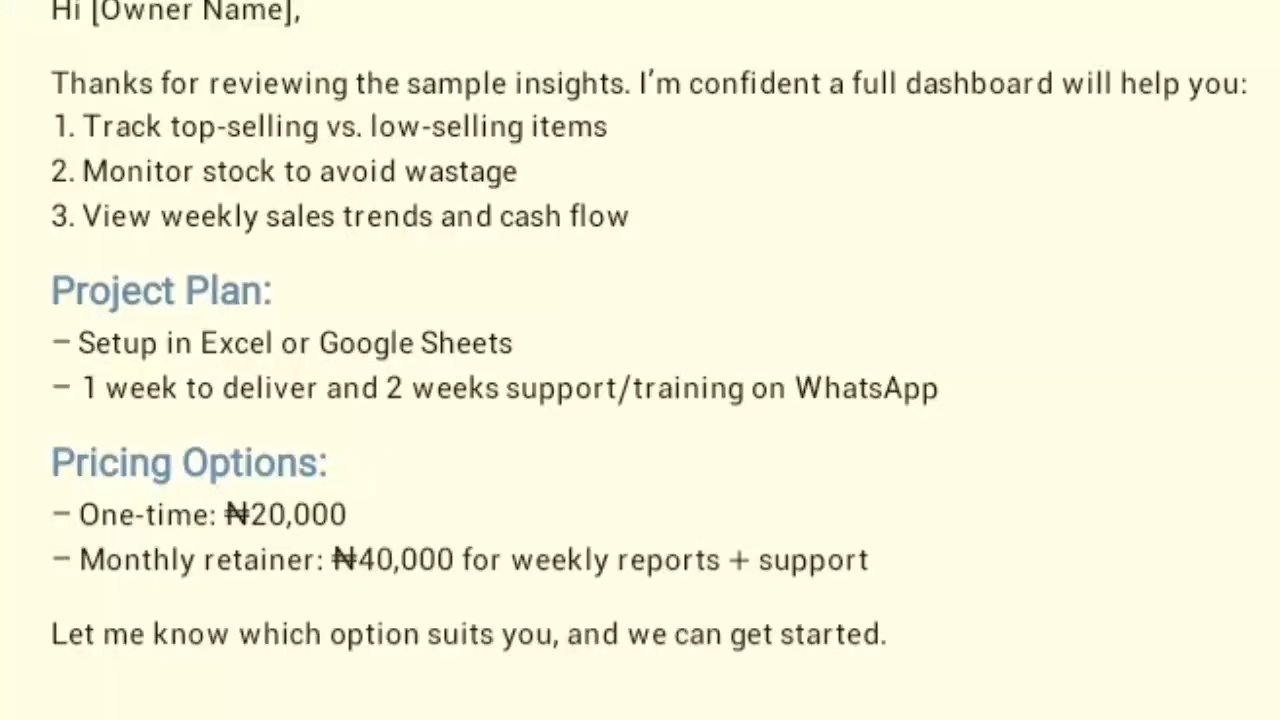 Hi [Owner Name],
Thanks for reviewing the sample insights. I'm confident a full dashboard will help you:
1. Track top-selling vs. low-selling items
2. Monitor stock to avoid wastage
3. View weekly sales trends and cash flow
Project Plan:
– Setup in Excel or Google Sheets
– 1 week to deliver and 2 weeks support/training on WhatsApp
Pricing Options:
– One-time: ₦20,000
– Monthly retainer: ₦40,000 for weekly reports + support
Let me know which option suits you, and we can get started.